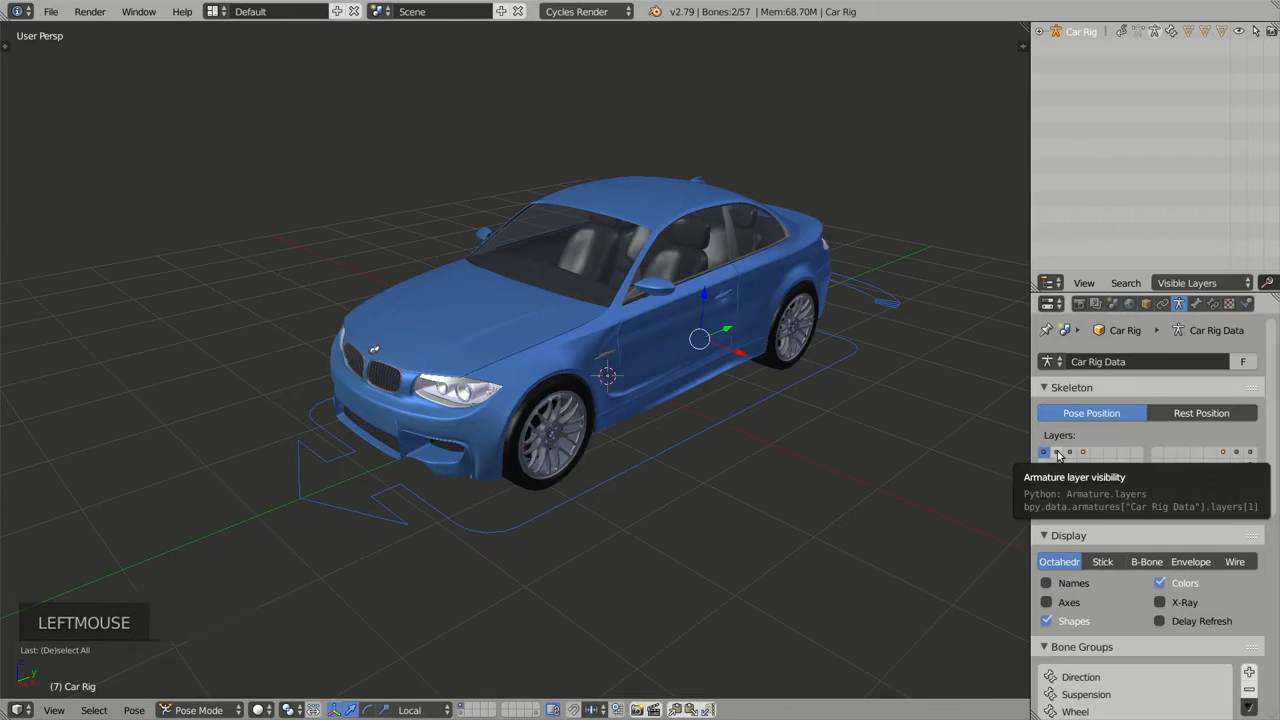 File Render Window Help Default Scene Cycles Render v2.79 | Bones:2/57 | Mem:68.70M | Car Rig
User Persp
Car Rig
View Search Visible Layers
Car Rig Car Rig Data
Car Rig Data F
Skeleton
Pose Position Rest Position
Layers:
Armature layer visibility
Python: Armature.layers
bpy.data.armatures["Car Rig Data"].layers[1]
Display
Octahedr Stick B-Bone Envelope Wire
Names Colors
Axes X-Ray
Shapes Delay Refresh
Bone Groups
Direction
Suspension
Wheel
LEFTMOUSE
Last: (De)select All
(7) Car Rig
View Select Pose Pose Mode Local